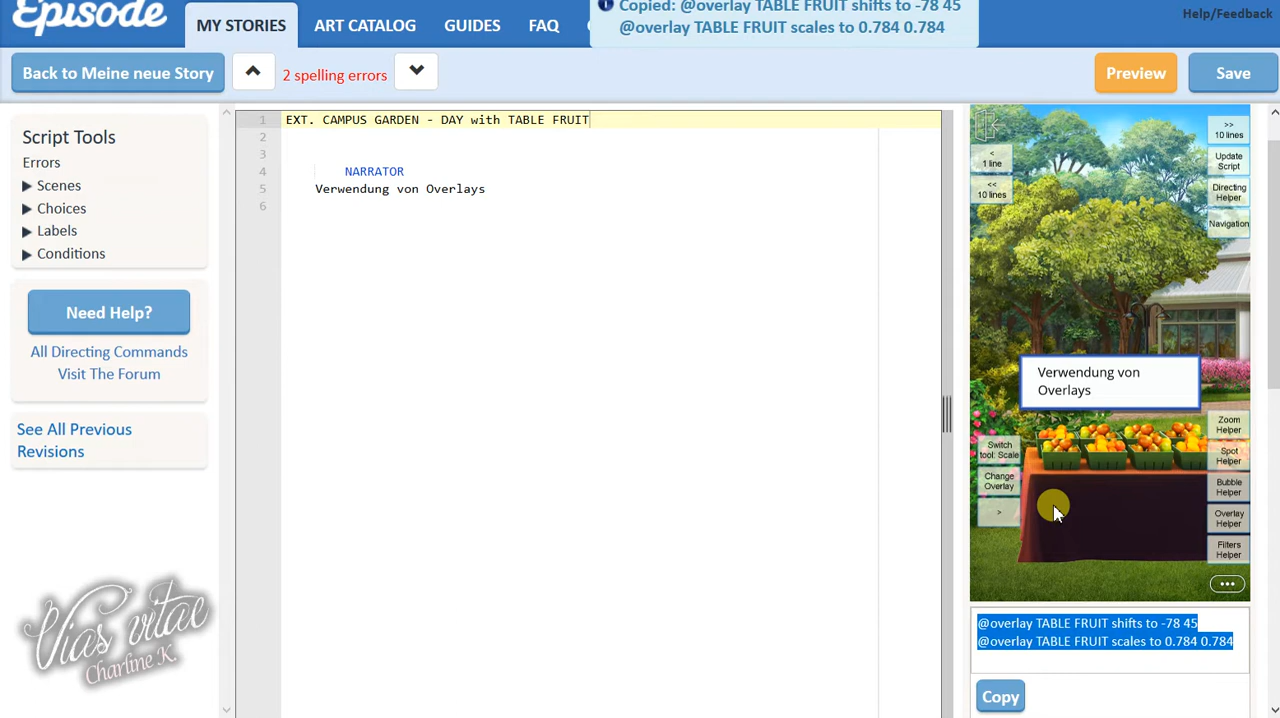 Episode
MY STORIES
ART CATALOG
GUIDES
FAQ
Copied: @overlay TABLE FRUIT shifts to -78 45
@overlay TABLE FRUIT scales to 0.784 0.784
Help/Feedback
Back to Meine neue Story
2 spelling errors
Preview
Save
Script Tools
Errors
Scenes
Choices
Labels
Conditions
Need Help?
All Directing Commands
Visit The Forum
See All Previous
Revisions
Vias vitae
Charline K.
1 EXT. CAMPUS GARDEN - DAY with TABLE FRUIT
2
3
4 NARRATOR
5 Verwendung von Overlays
6
<
1 line
<<
10 lines
>>
10 lines
Update
Script
Directing
Helper
Navigation
Verwendung von
Overlays
Switch
tool: Scale
Change
Overlay
>
Zoom
Helper
Spot
Helper
Bubble
Helper
Overlay
Helper
Filters
Helper
@overlay TABLE FRUIT shifts to -78 45
@overlay TABLE FRUIT scales to 0.784 0.784
Copy